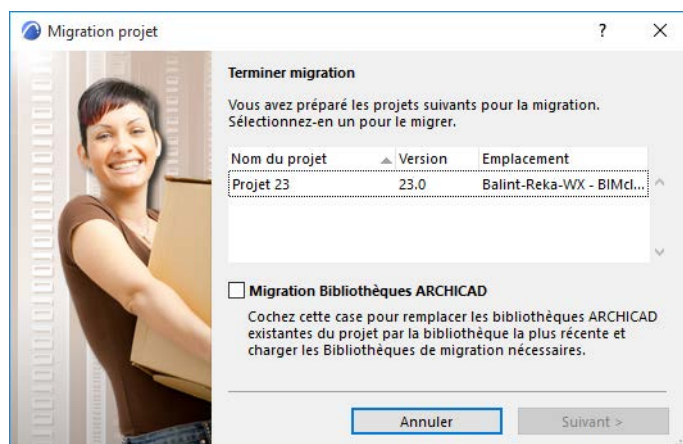 Migration projet
Terminer migration
Vous avez préparé les projets suivants pour la migration.
Sélectionnez-en un pour le migrer.
Nom du projet Version Emplacement
Projet 23 23.0 Balint-Reka-WX - BIMcl...
Migration Bibliothèques ARCHICAD
Cochez cette case pour remplacer les bibliothèques ARCHICAD
existantes du projet par la bibliothèque la plus récente et
charger les Bibliothèques de migration nécessaires.
Annuler Suivant >